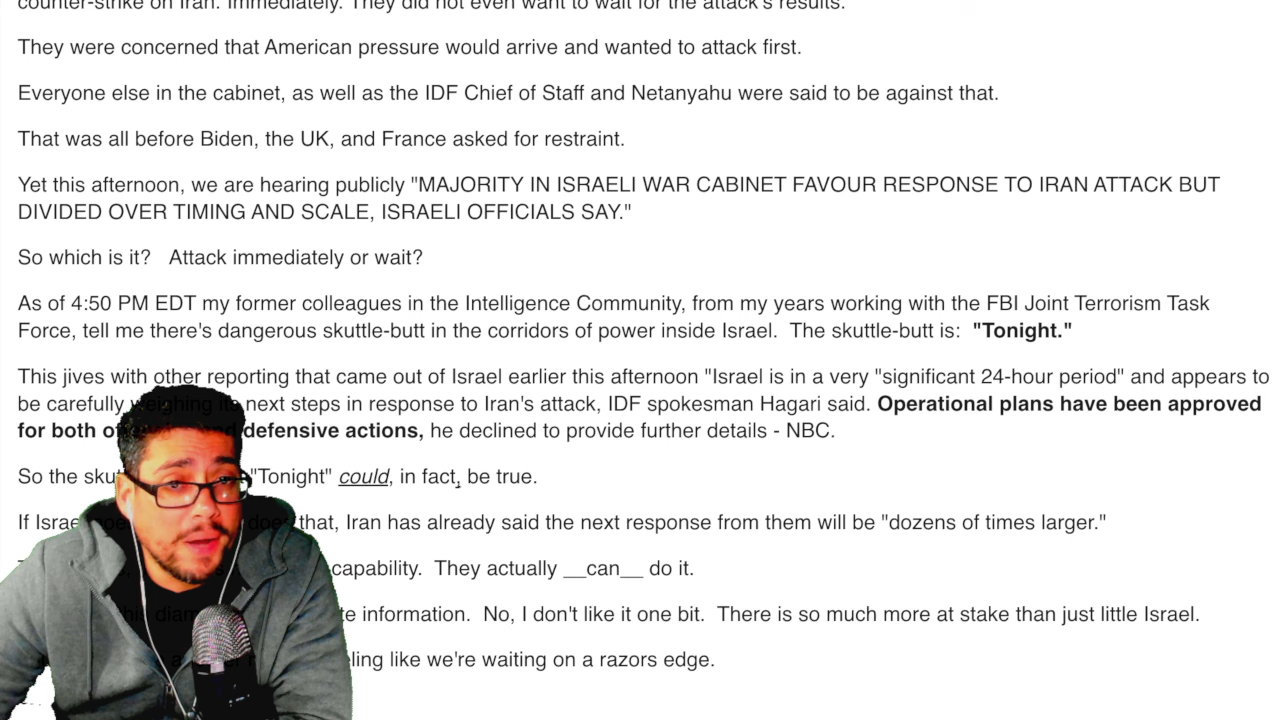 counter-strike on Iran. Immediately. They did not even want to wait for the attack's results.
They were concerned that American pressure would arrive and wanted to attack first.
Everyone else in the cabinet, as well as the IDF Chief of Staff and Netanyahu were said to be against that.
That was all before Biden, the UK, and France asked for restraint.
Yet this afternoon, we are hearing publicly "MAJORITY IN ISRAELI WAR CABINET FAVOUR RESPONSE TO IRAN ATTACK BUT
DIVIDED OVER TIMING AND SCALE, ISRAELI OFFICIALS SAY."
So which is it? Attack immediately or wait?
As of 4:50 PM EDT my former colleagues in the Intelligence Community, from my years working with the FBI Joint Terrorism Task
Force, tell me there's dangerous skuttle-butt in the corridors of power inside Israel. The skuttle-butt is: "Tonight."
This jives with other reporting that came out of Israel earlier this afternoon "Israel is in a very "significant 24-hour period" and appears to
be carefully weighing its next steps in response to Iran's attack, IDF spokesman Hagari said. Operational plans have been approved
for both defensive actions, he declined to provide further details - NBC.
So the "Tonight" could, in fact, be true.
If that, Iran has already said the next response from them will be "dozens of times larger."
capability. They actually __can__ do it.
information. No, I don't like it one bit. There is so much more at stake than just little Israel.
like we're waiting on a razors edge.